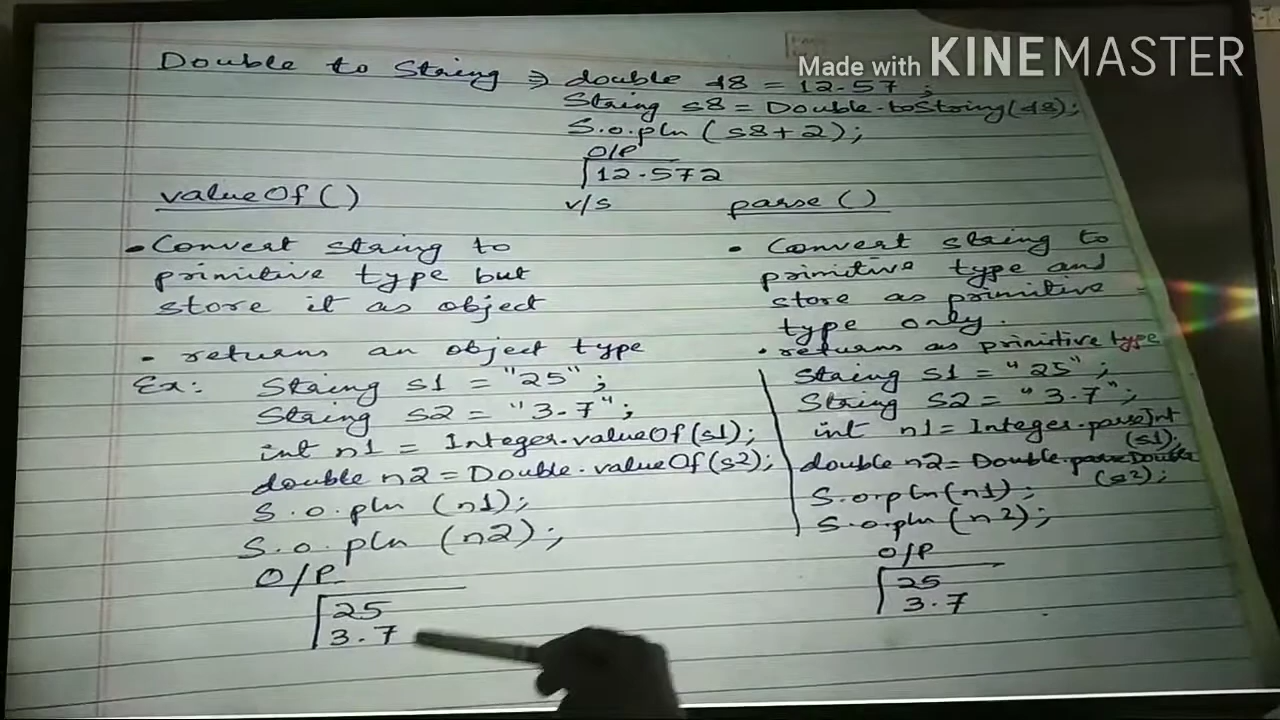 Made with KINEMASTER
Double to String ⇒ double d8 = 12.57;
String s8 = Double.toString(d8);
S.o.pln (s8+2);
O/P
12.572
valueOf() v/s parse()
• Convert string to
primitive type but
store it as object
• returns an object type
Ex: String s1 = "25";
String s2 = "3.7";
int n1 = Integer.valueOf(s1);
double n2 = Double.valueOf(s2);
S.o.pln (n1);
S.o.pln (n2);
O/P
25
3.7
• Convert string to
primitive type and
store as primitive
type only.
• returns as primitive type
String s1 = "25";
String s2 = "3.7";
int n1 = Integer.parseInt
(s1);
double n2 = Double.parseDouble
(s2);
S.o.pln(n1);
S.o.pln (n2);
O/P
25
3.7